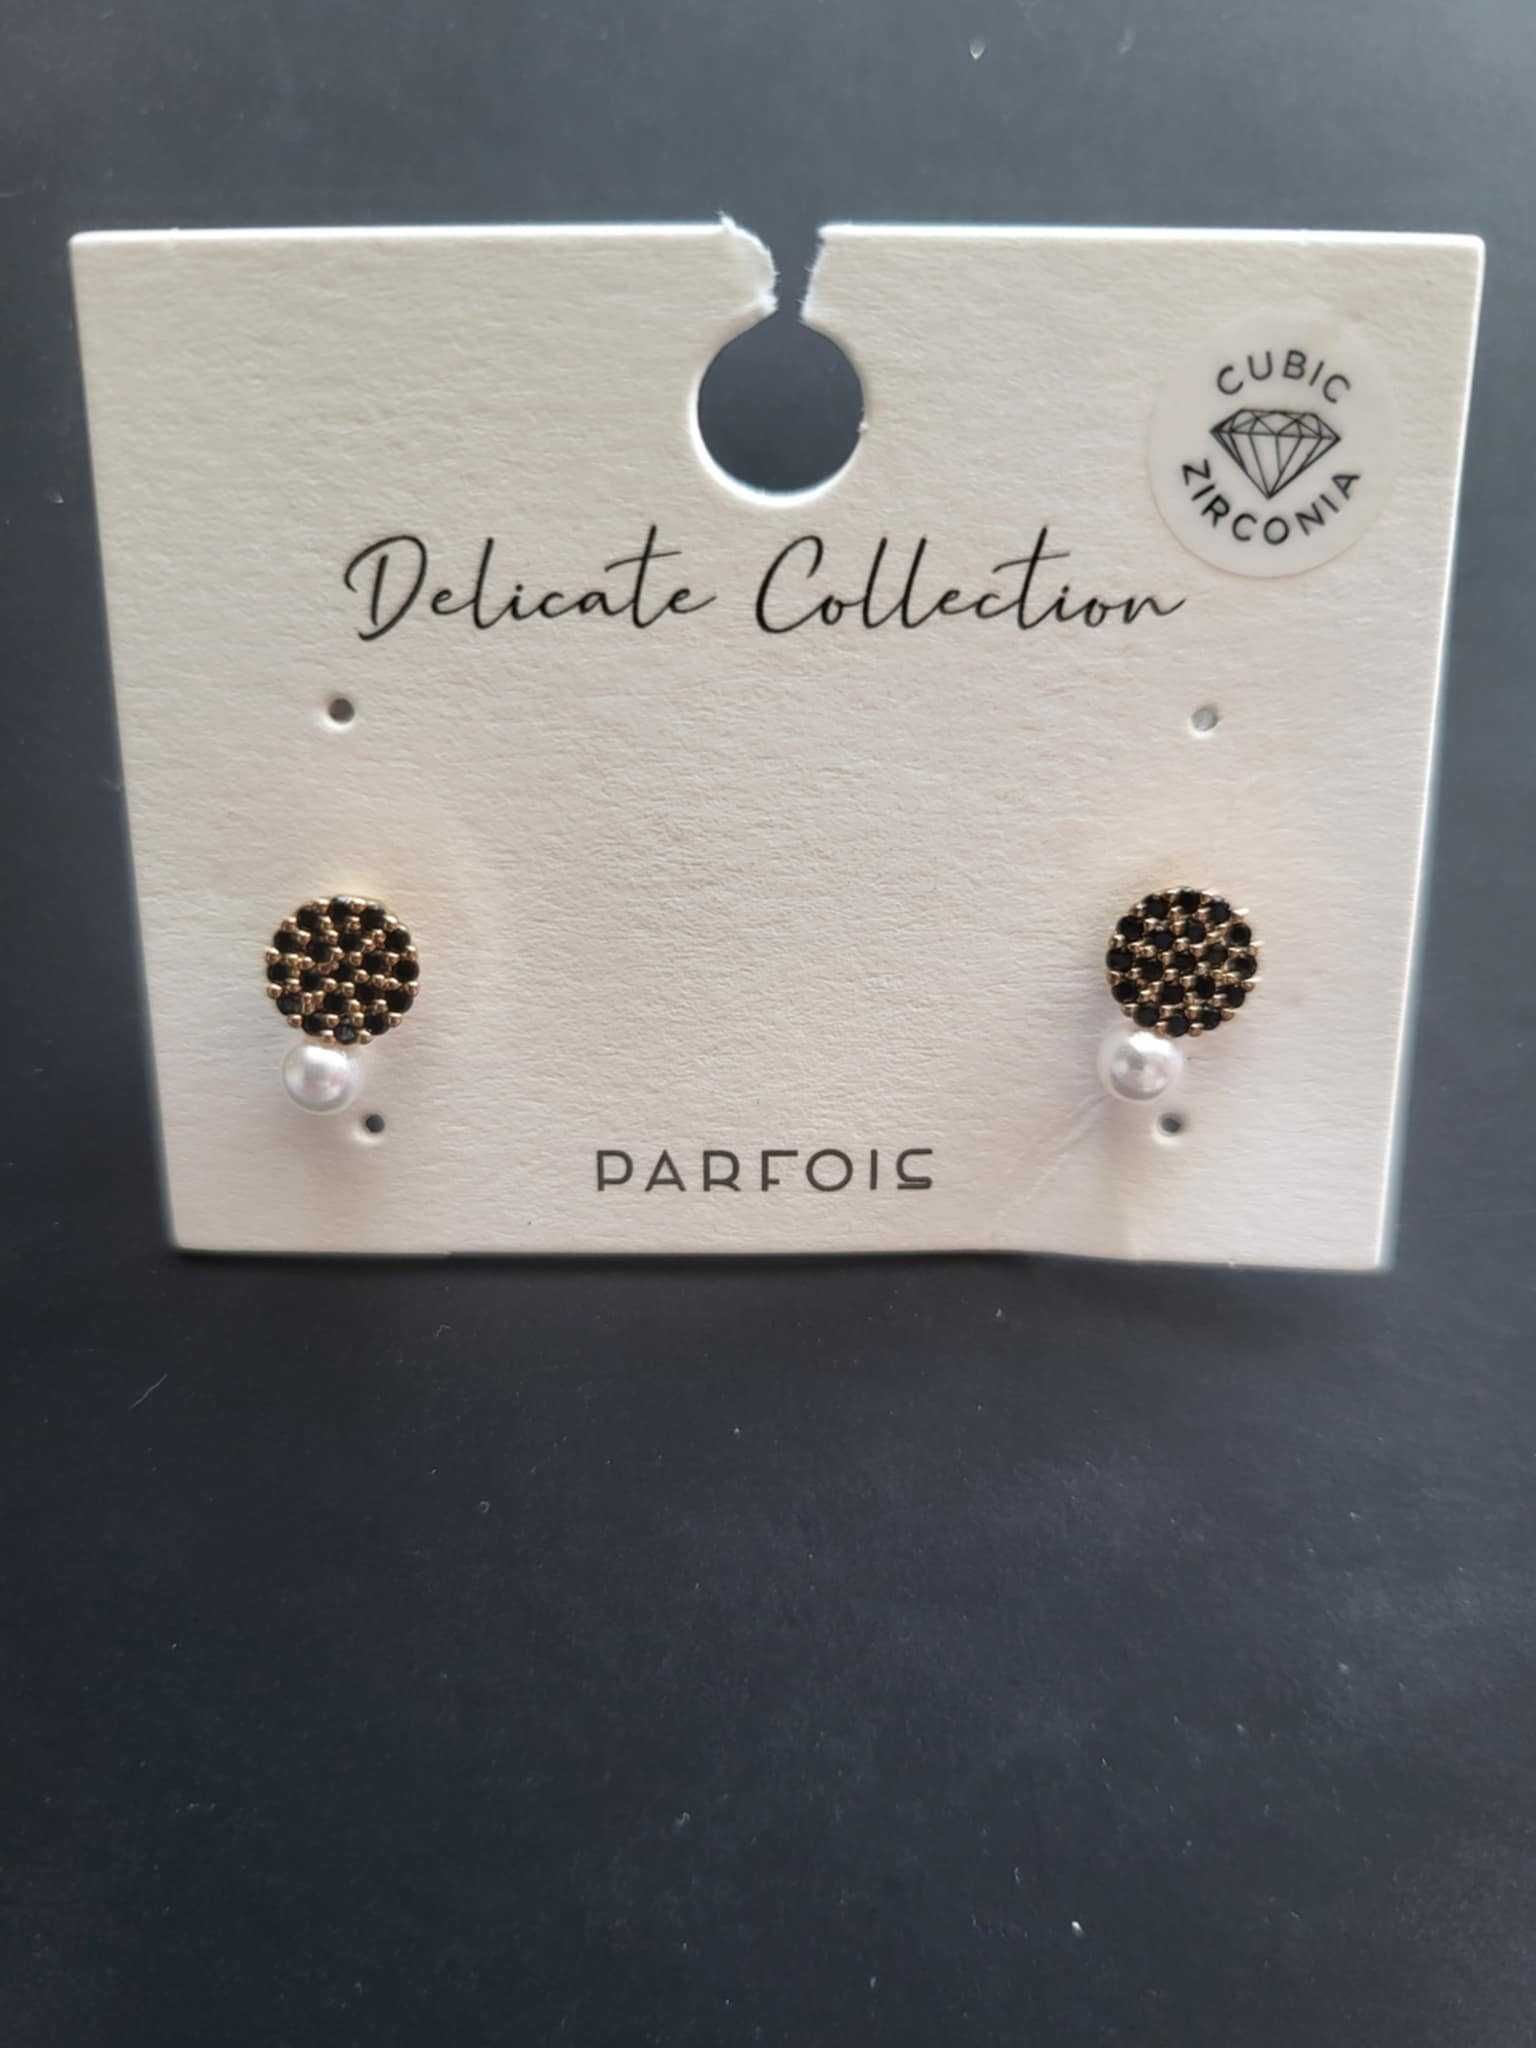 CUBIC
ZIRCONIA
Delicate Collection
PARFOIS